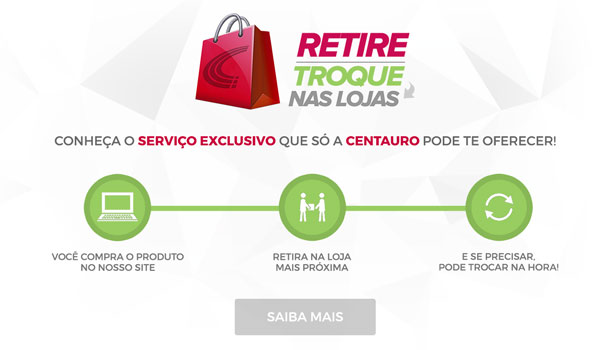 RETIRE
TROQUE
NAS LOJAS
CONHEÇA O SERVIÇO EXCLUSIVO QUE SÓ A CENTAURO PODE TE OFERECER!
VOCÊ COMPRA O PRODUTO
NO NOSSO SITE
RETIRA NA LOJA
MAIS PRÓXIMA
E SE PRECISAR,
PODE TROCAR NA HORA!
SAIBA MAIS